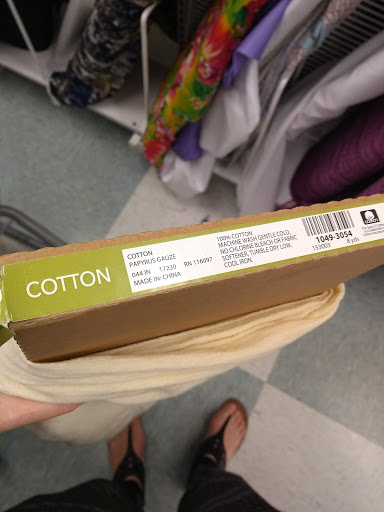 COTTON
COTTON
PAPYRUS GAUZE
044 IN 17230 RN 116097
MADE IN: CHINA
100% COTTON
MACHINE WASH GENTLE COLD,
NO CHLORINE BLEACH OR FABRIC
SOFTENER, TUMBLE DRY LOW,
COOL IRON.
1049-3054
153003 8 yds